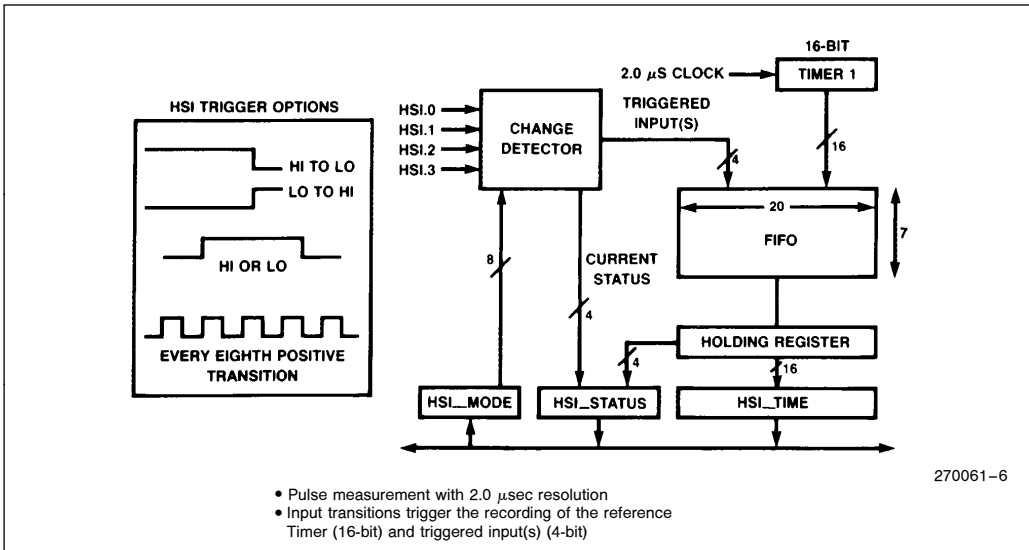 HSI TRIGGER OPTIONS
HI TO LO
LO TO HI
HI OR LO
EVERY EIGHTH POSITIVE
TRANSITION
HSI.0
HSI.1
HSI.2
HSI.3
CHANGE
DETECTOR
16-BIT
2.0 µS CLOCK
TIMER 1
TRIGGERED
INPUT(S)
4
16
20
FIFO
7
8
CURRENT
STATUS
4
HOLDING REGISTER
4
16
HSI__MODE
HSI_STATUS
HSI_TIME
270061–6
• Pulse measurement with 2.0 µsec resolution
• Input transitions trigger the recording of the reference
Timer (16-bit) and triggered input(s) (4-bit)